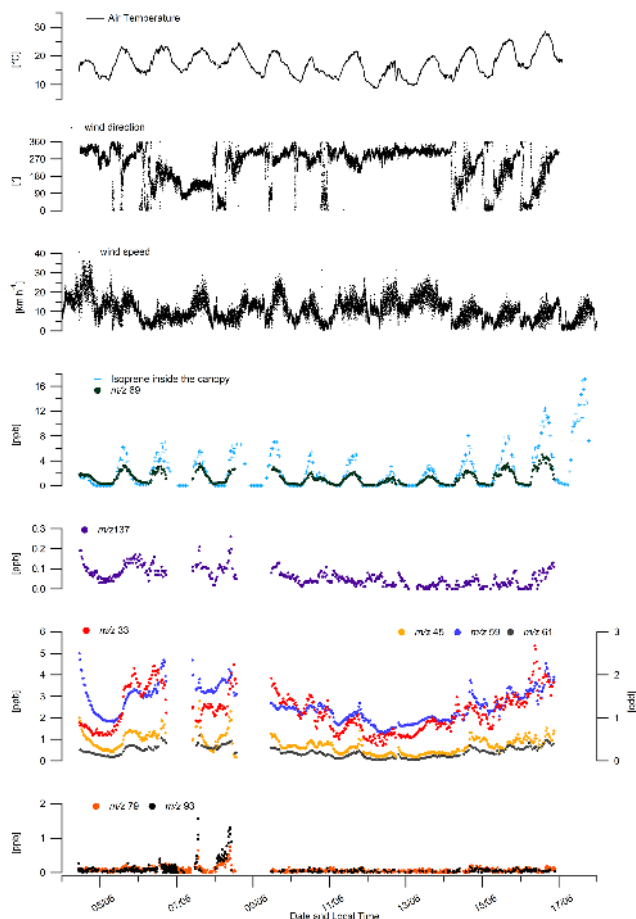 Air Temperature
30
20
10
[°C]
wind direction
360
270
180
90
0
[°]
wind speed
40
30
20
10
0
[km h⁻¹]
Isoprene inside the canopy
m/z 69
16
12
8
4
0
[ppb]
m/z137
0.3
0.2
0.1
0.0
[ppb]
m/z 33
m/z 45 m/z 59 m/z 61
6
5
4
3
2
1
0
[ppb]
3
2
1
0
[ppb]
m/z 79 m/z 93
2
1
0
[ppb]
05/06 07/06 09/06 11/06 13/06 15/06 17/06
Date and Local Time